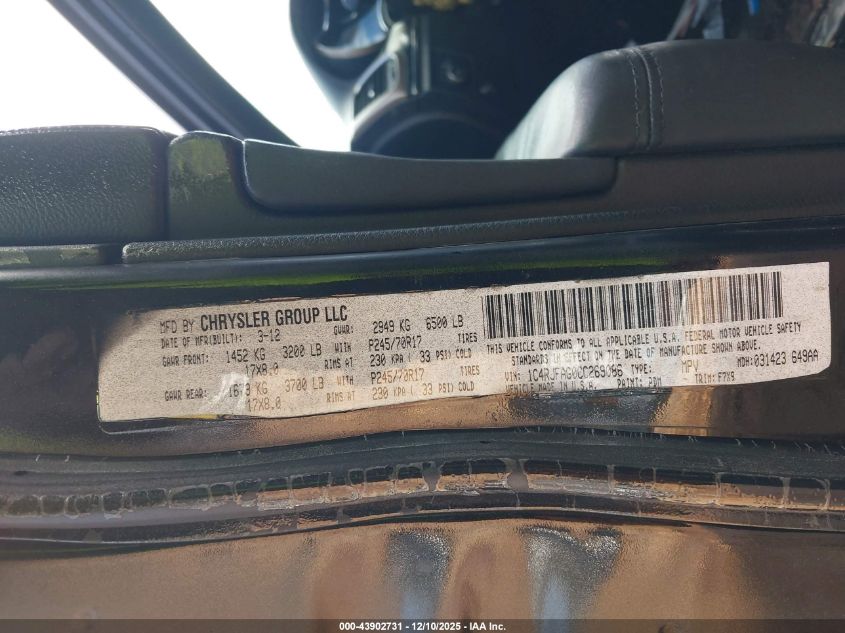 MFD BY CHRYSLER GROUP LLC
DATE OF MFR(BUILT): 3-12 GVWR: 2949 KG 6500 LB
GAWR FRONT: 1452 KG 3200 LB WITH P245/70R17 TIRES
17X8.0 RIMS AT 230 KPA ( 33 PSI) COLD
GAWR REAR: KG 3700 LB WITH P245/70R17 TIRES
17X8.0 RIMS AT 230 KPA ( 33 PSI) COLD
THIS VEHICLE CONFORMS TO ALL APPLICABLE U.S.A. FEDERAL MOTOR VEHICLE SAFETY
STANDARDS IN EFFECT ON THE DATE OF MANUFACTURE SHOWN ABOVE.
VIN: TYPE: MPV MDH: 031423 649AA
VEHICLE MADE IN U.S.A. PAINT: PDM TRIM: F7X9
000-43902731 - 12/10/2025 - IAA Inc.